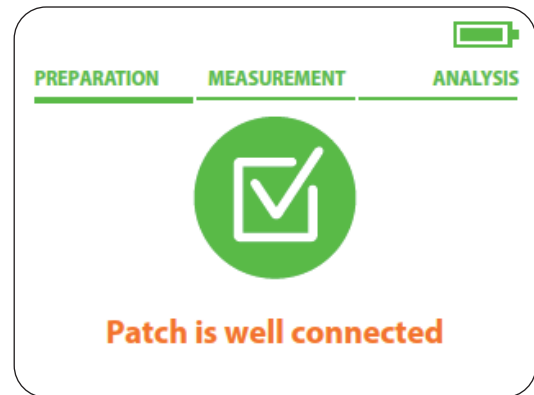 PREPARATION MEASUREMENT ANALYSIS
Patch is well connected